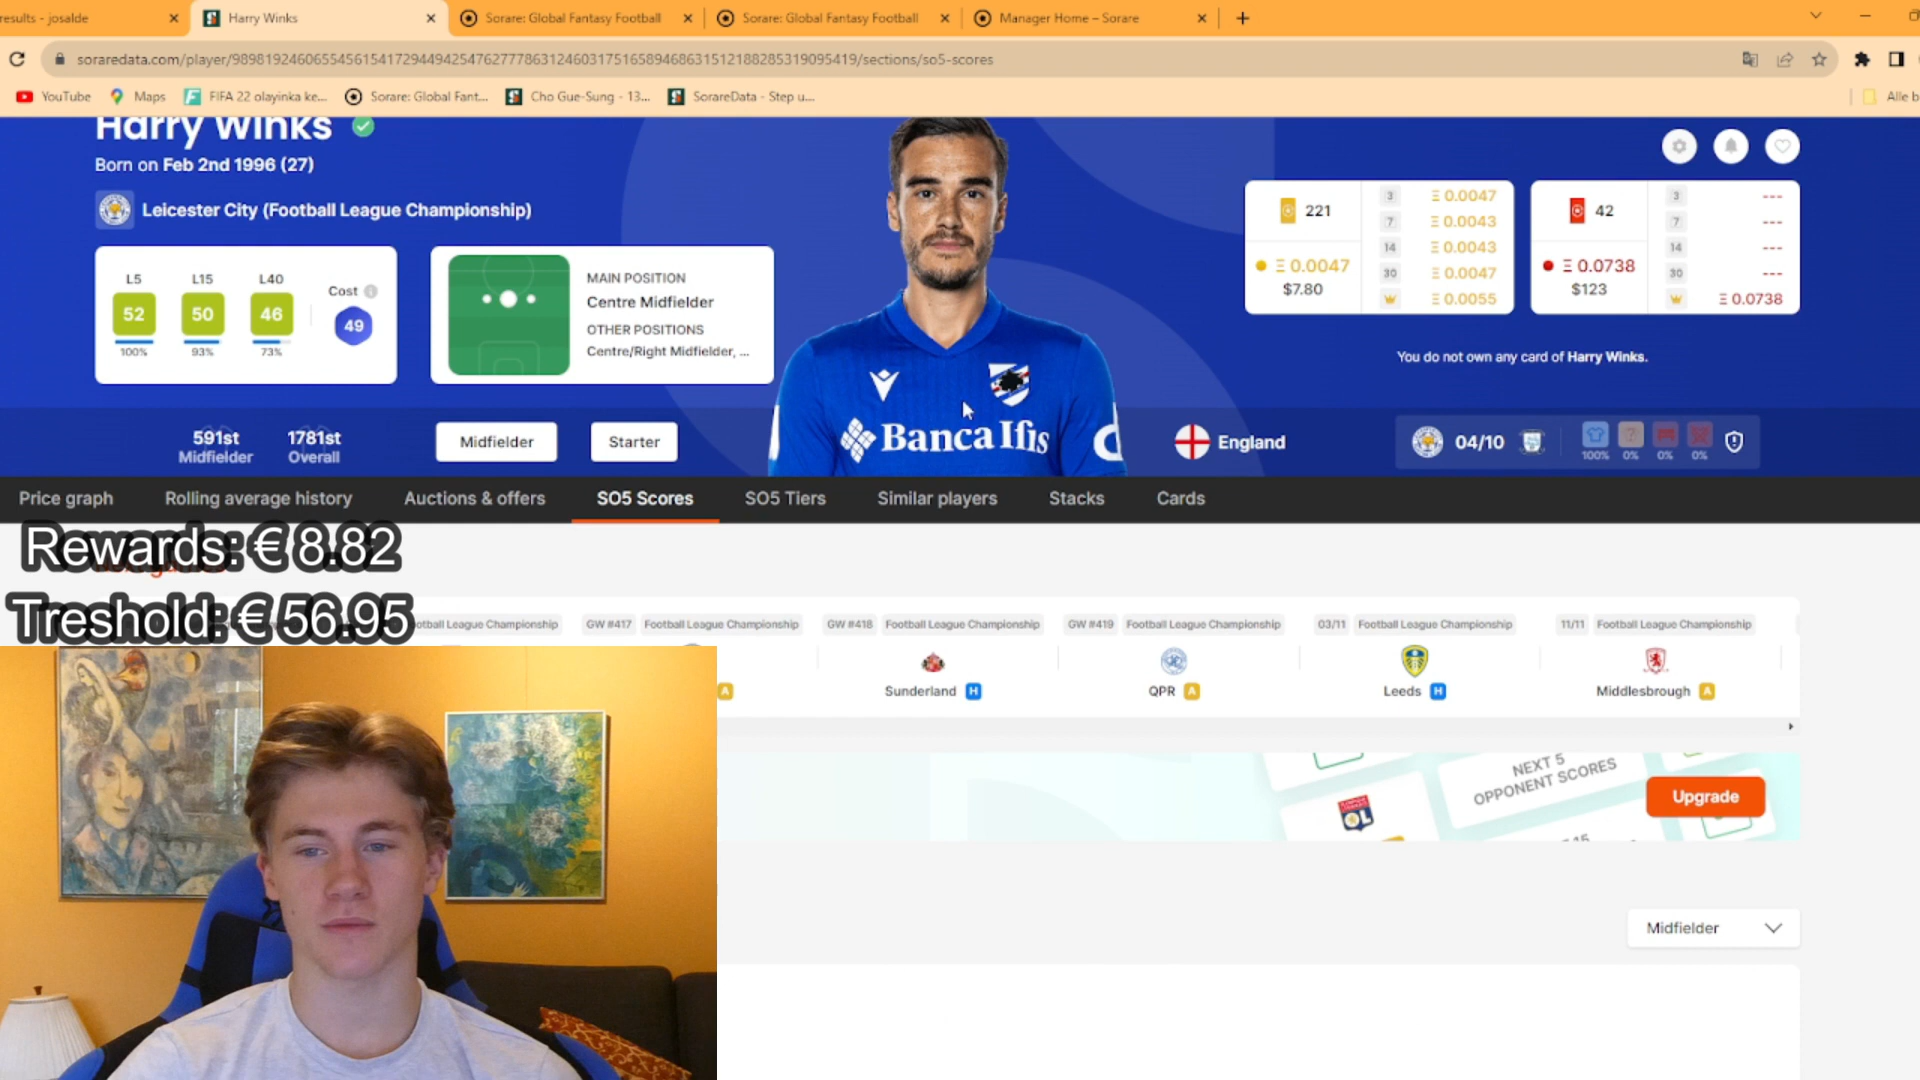 results - josalde
Harry Winks
Sorare: Global Fantasy Football
Sorare: Global Fantasy Football
Manager Home – Sorare
soraredata.com/player/98981924606554561541729449425476277786312460317516589468631512188285319095419/sections/so5-scores
YouTube
Maps
FIFA 22 olayinka ke...
Sorare: Global Fant...
Cho Gue-Sung - 13...
SorareData - Step u...
Alle b
Harry Winks
Born on Feb 2nd 1996 (27)
Leicester City (Football League Championship)
L5
L15
L40
Cost
52
50
46
49
100%
93%
73%
MAIN POSITION
Centre Midfielder
OTHER POSITIONS
Centre/Right Midfielder, ...
Banca Ifis
221
Ξ 0.0047
$7.80
3
Ξ 0.0047
7
Ξ 0.0043
14
Ξ 0.0043
30
Ξ 0.0047
Ξ 0.0055
42
Ξ 0.0738
$123
3
---
7
---
14
---
30
---
Ξ 0.0738
You do not own any card of Harry Winks.
591st
Midfielder
1781st
Overall
Midfielder
Starter
England
04/10
100%
0%
0%
0%
Price graph
Rolling average history
Auctions & offers
SO5 Scores
SO5 Tiers
Similar players
Stacks
Cards
Rewards: € 8.82
Treshold: € 56.95
ootball League Championship
GW #417
Football League Championship
GW #418
Football League Championship
GW #419
Football League Championship
03/11
Football League Championship
11/11
Football League Championship
A
Sunderland H
QPR A
Leeds H
Middlesbrough A
NEXT 5
OPPONENT SCORES
OL
Upgrade
Midfielder